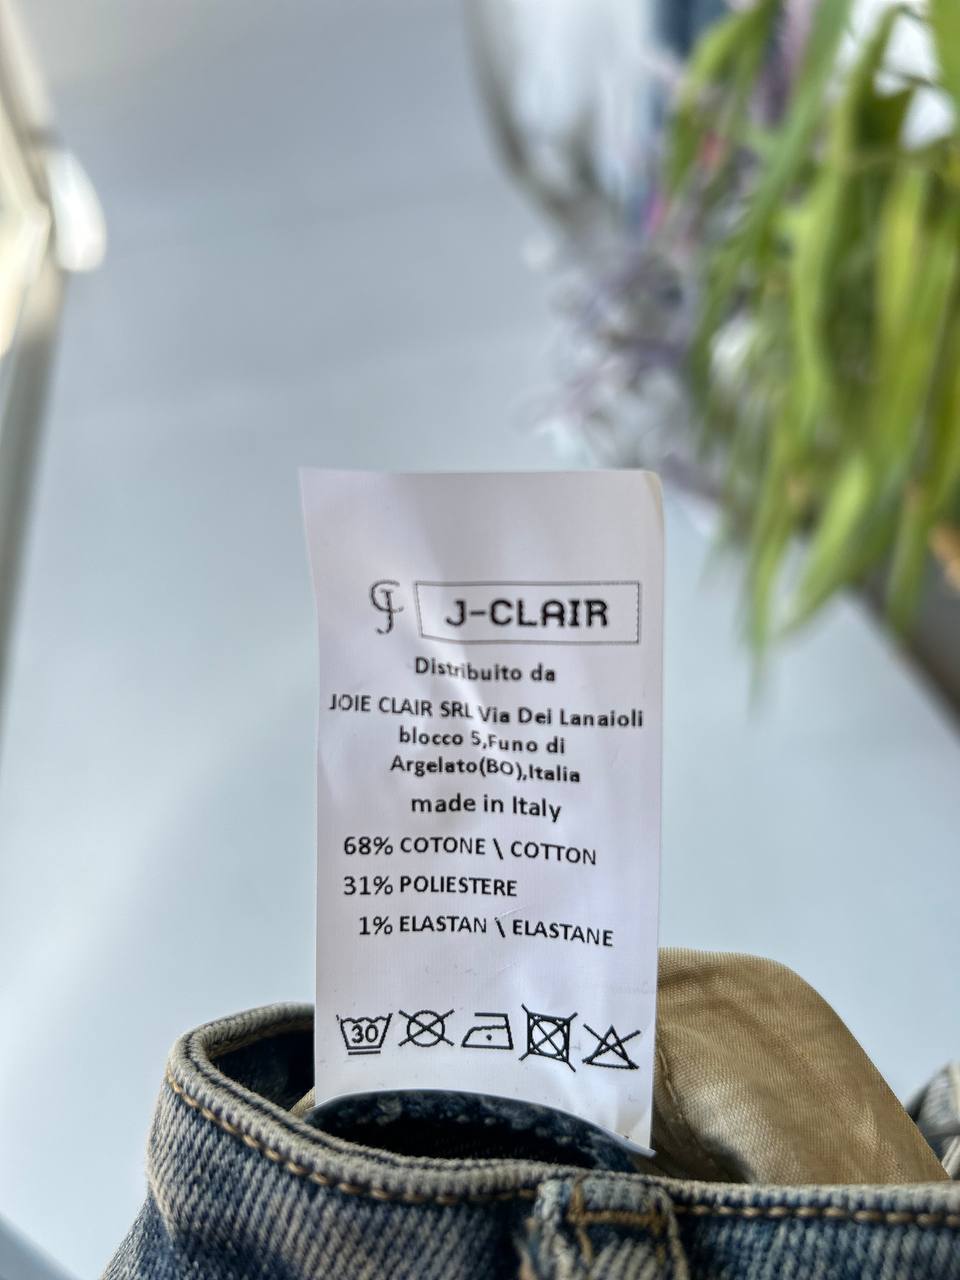 J-CLAIR
Distribuito da
JOIE CLAIR SRL Via Dei Lanaioli
blocco 5,Funo di
Argelato(BO),Italia
made in Italy
68% COTONE \ COTTON
31% POLIESTERE
1% ELASTAN \ ELASTANE
30